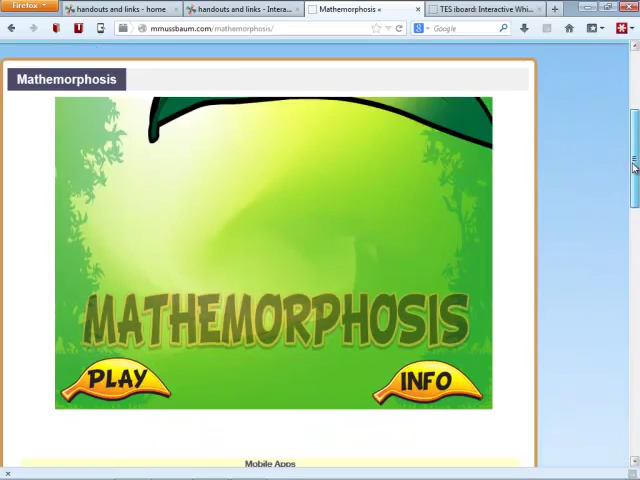 Firefox
handouts and links - home
handouts and links - Intera...
Mathemorphosis «
TES iboard: Interactive Whi...
mrnussbaum.com/mathemorphosis/
Google
Mathemorphosis
MATHEMORPHOSIS
PLAY
INFO
Mobile Apps